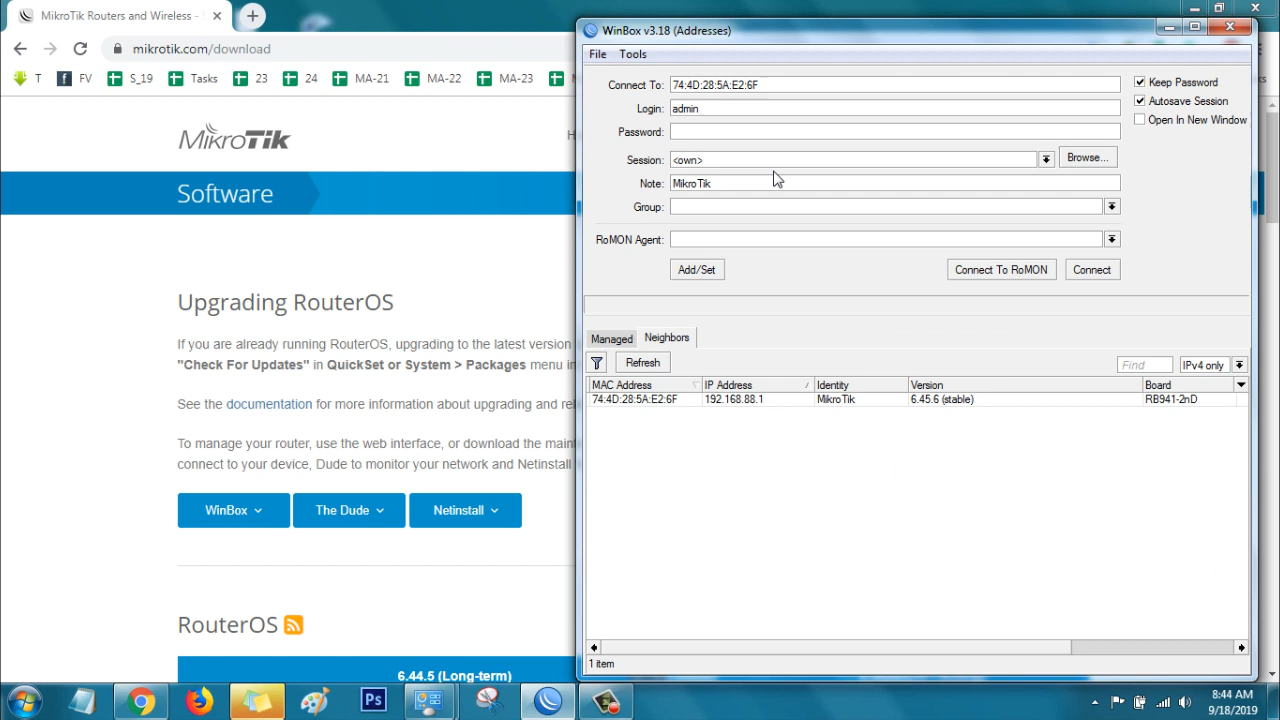 MikroTik Routers and Wireless -
mikrotik.com/download
T
FV
S_19
Tasks
23
24
MA-21
MA-22
MA-23
MikroTik
H
Software
Upgrading RouterOS
If you are already running RouterOS, upgrading to the latest version
"Check For Updates" in QuickSet or System > Packages menu in
See the documentation for more information about upgrading and rele
To manage your router, use the web interface, or download the maint
connect to your device, Dude to monitor your network and Netinstall
WinBox
The Dude
Netinstall
RouterOS
6.44.5 (Long-term)
WinBox v3.18 (Addresses)
File Tools
Connect To: 74:4D:28:5A:E2:6F
Keep Password
Login: admin
Autosave Session
Password:
Open In New Window
Session: <own>
Browse...
Note: MikroTik
Group:
RoMON Agent:
Add/Set
Connect To RoMON
Connect
Managed
Neighbors
Refresh
Find
IPv4 only
MAC Address IP Address Identity Version Board
74:4D:28:5A:E2:6F 192.168.88.1 MikroTik 6.45.6 (stable) RB941-2nD
1 item
Ps
8:44 AM
9/18/2019